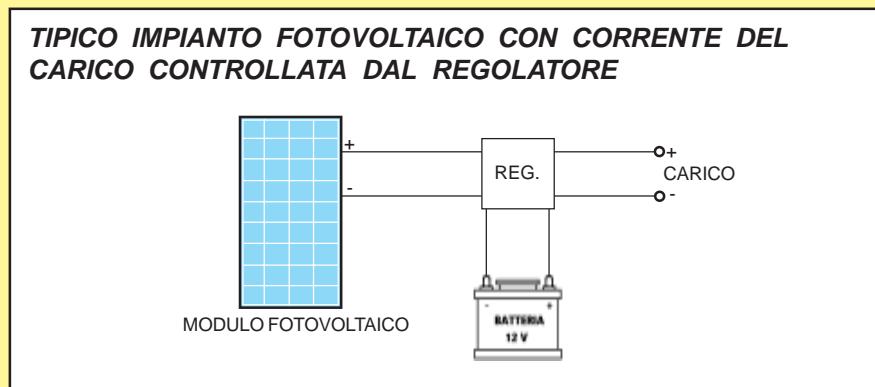 TIPICO IMPIANTO FOTOVOLTAICO CON CORRENTE DEL
CARICO CONTROLLATA DAL REGOLATORE
+
-
REG.
+
CARICO
-
- +
BATTERIA
12 V
MODULO FOTOVOLTAICO